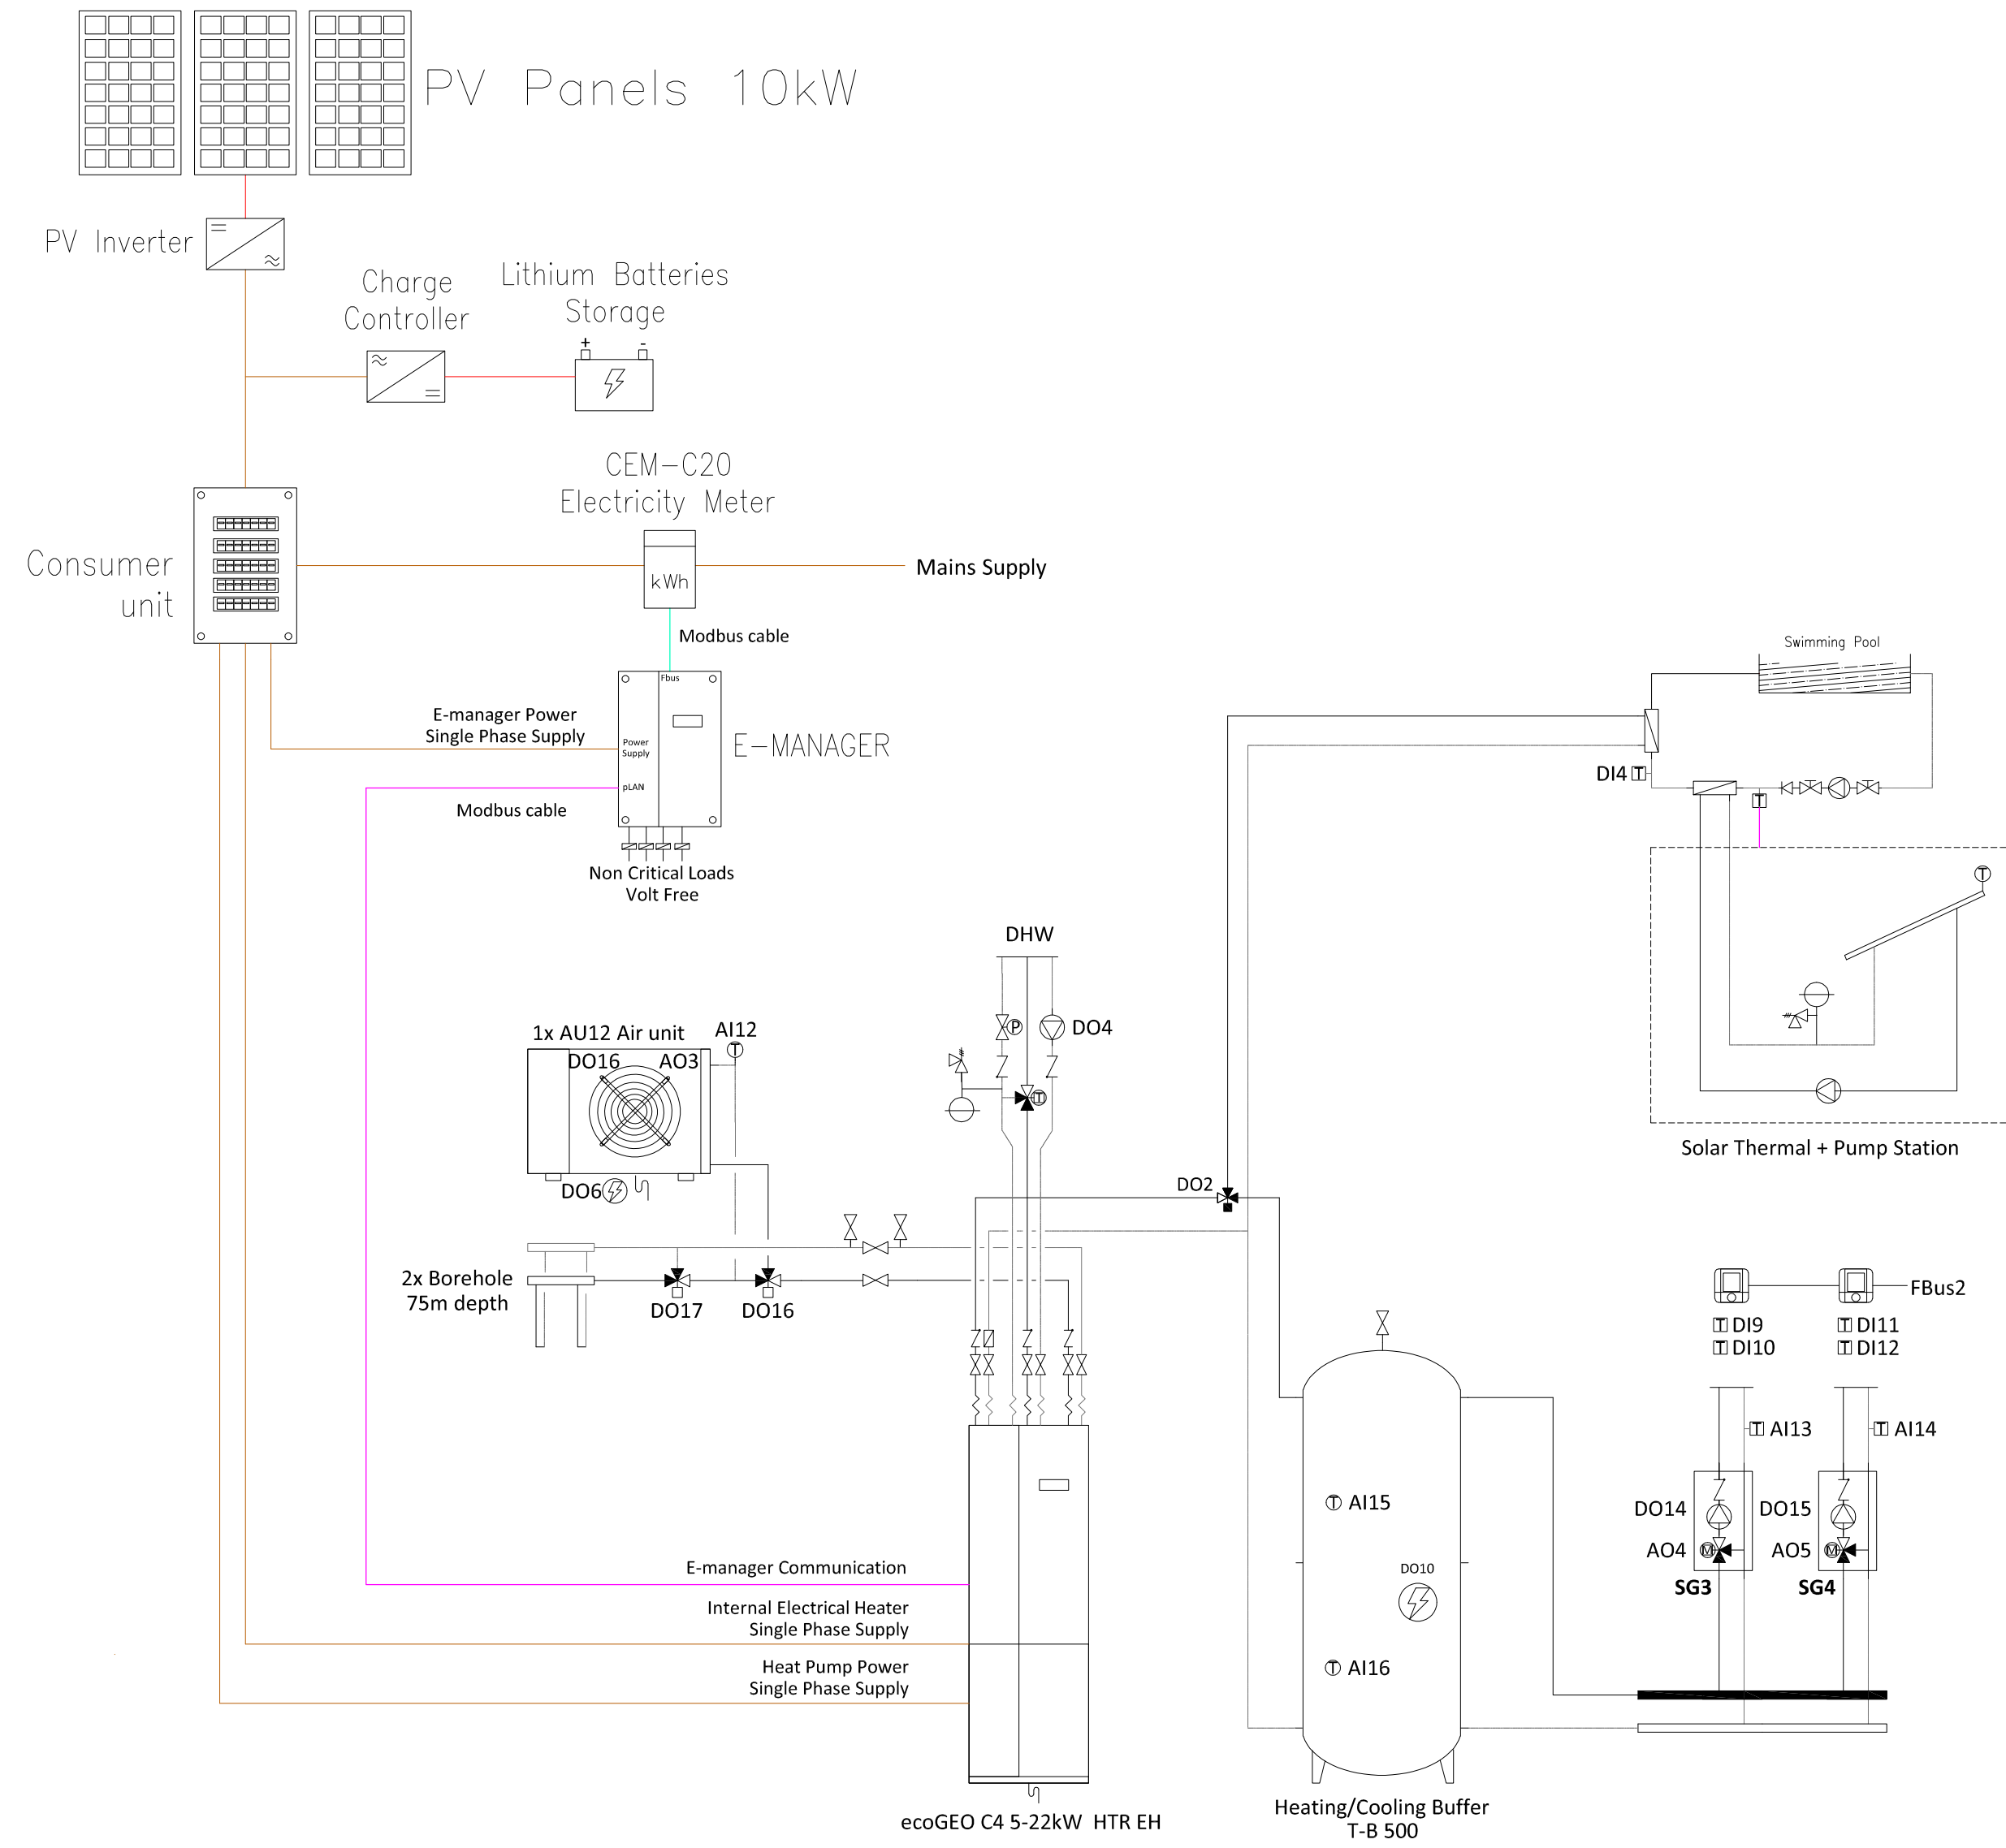 PV Panels 10kW
PV Inverter
Charge
Controller
Lithium Batteries
Storage
+ -
CEM-C20
Electricity Meter
Consumer
unit
kWh
Mains Supply
Modbus cable
Fbus
E-manager Power
Single Phase Supply
Power
Supply
E-MANAGER
pLAN
Modbus cable
Non Critical Loads
Volt Free
Swimming Pool
DI4 T
T
T
Solar Thermal + Pump Station
DHW
P DO4
T
1x AU12 Air unit
AI12
T
DO16 AO3
DO6
DO2
2x Borehole
75m depth
DO17
DO16
FBus2
T DI9
T DI10
T DI11
T DI12
T AI13
T AI14
T AI15
DO14
DO15
AO4 M
AO5 M
SG3
SG4
DO10
T AI16
E-manager Communication
Internal Electrical Heater
Single Phase Supply
Heat Pump Power
Single Phase Supply
ecoGEO C4 5-22kW HTR EH
Heating/Cooling Buffer
T-B 500